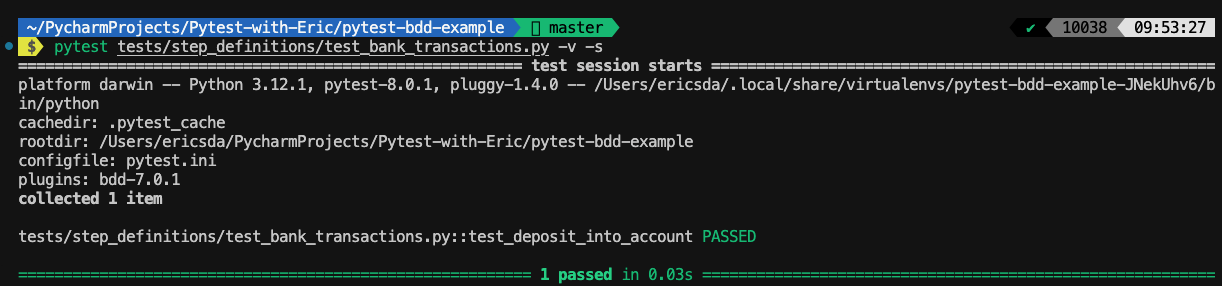 ~/PycharmProjects/Pytest-with-Eric/pytest-bdd-example master ✔ 10038 09:53:27
$ pytest tests/step_definitions/test_bank_transactions.py -v -s
======================================================== test session starts ========================================================
platform darwin -- Python 3.12.1, pytest-8.0.1, pluggy-1.4.0 -- /Users/ericsda/.local/share/virtualenvs/pytest-bdd-example-JNekUhv6/b
in/python
cachedir: .pytest_cache
rootdir: /Users/ericsda/PycharmProjects/Pytest-with-Eric/pytest-bdd-example
configfile: pytest.ini
plugins: bdd-7.0.1
collected 1 item
tests/step_definitions/test_bank_transactions.py::test_deposit_into_account PASSED
========================================================= 1 passed in 0.03s =========================================================